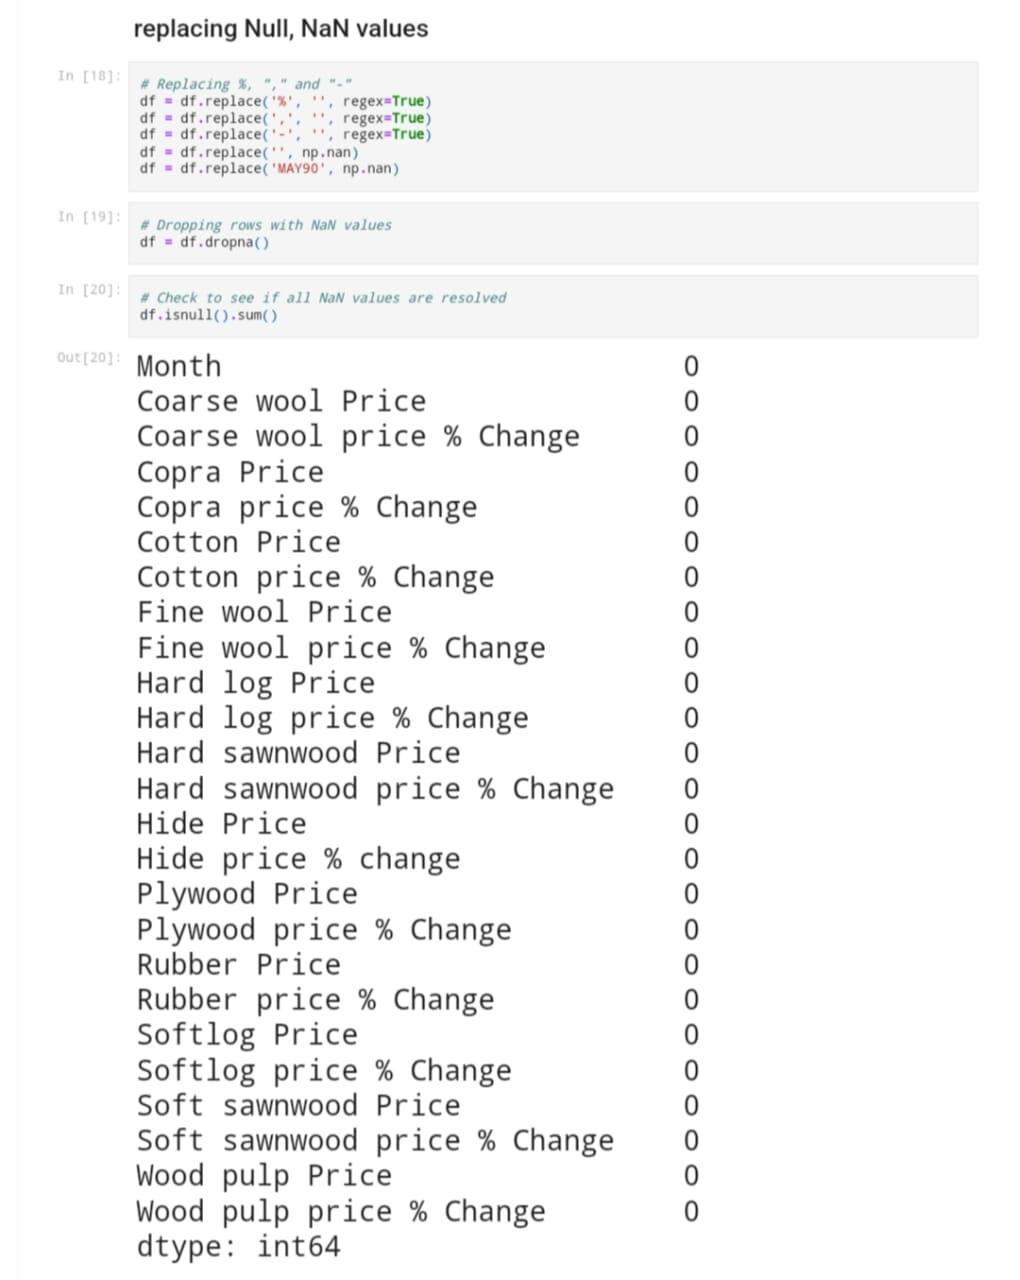 replacing Null, NaN values
In [18]:
# Replacing %, "," and "-"
df = df.replace('%', '', regex=True)
df = df.replace(',', '', regex=True)
df = df.replace('-', '', regex=True)
df = df.replace('', np.nan)
df = df.replace('MAY90', np.nan)
In [19]:
# Dropping rows with NaN values
df = df.dropna()
In [20]:
# Check to see if all NaN values are resolved
df.isnull().sum()
Out[20]:
Month 0
Coarse wool Price 0
Coarse wool price % Change 0
Copra Price 0
Copra price % Change 0
Cotton Price 0
Cotton price % Change 0
Fine wool Price 0
Fine wool price % Change 0
Hard log Price 0
Hard log price % Change 0
Hard sawnwood Price 0
Hard sawnwood price % Change 0
Hide Price 0
Hide price % change 0
Plywood Price 0
Plywood price % Change 0
Rubber Price 0
Rubber price % Change 0
Softlog Price 0
Softlog price % Change 0
Soft sawnwood Price 0
Soft sawnwood price % Change 0
Wood pulp Price 0
Wood pulp price % Change 0
dtype: int64